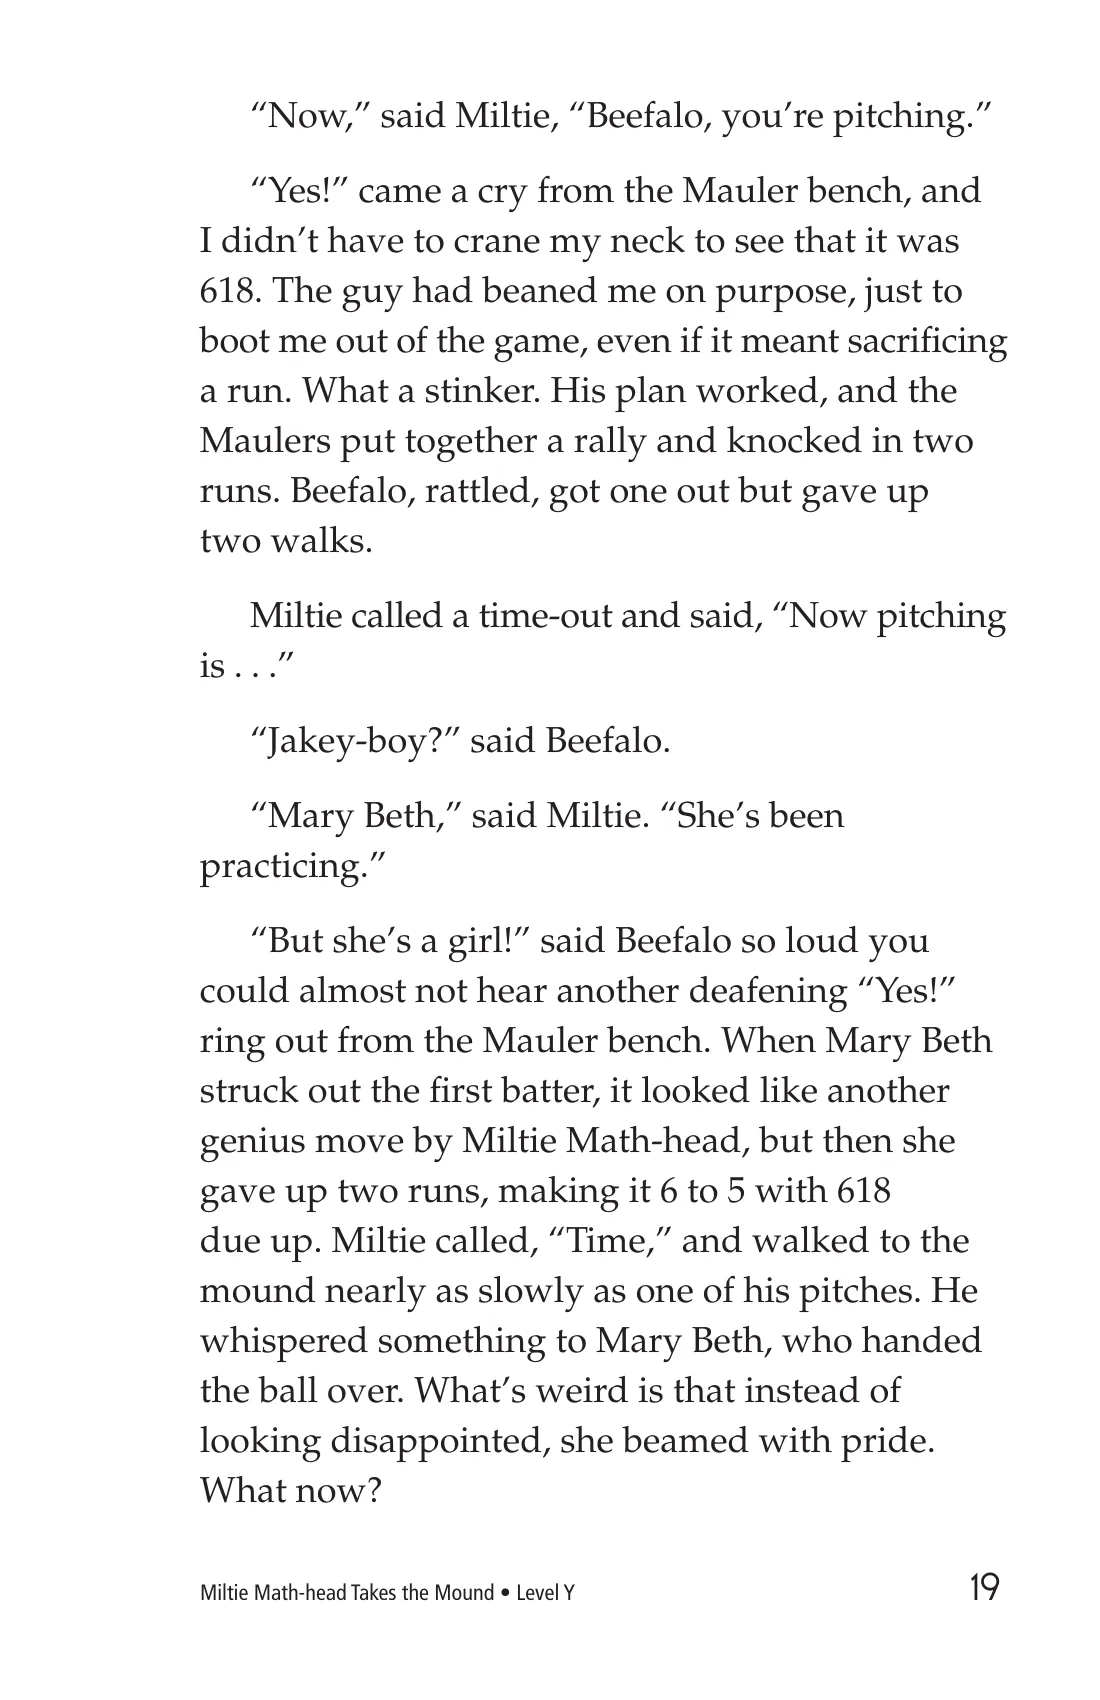 “Now,” said Miltie, “Beefalo, you’re pitching.”
“Yes!” came a cry from the Mauler bench, and
I didn’t have to crane my neck to see that it was
618. The guy had beaned me on purpose, just to
boot me out of the game, even if it meant sacrificing
a run. What a stinker. His plan worked, and the
Maulers put together a rally and knocked in two
runs. Beefalo, rattled, got one out but gave up
two walks.
Miltie called a time-out and said, “Now pitching
is . . .”
“Jakey-boy?” said Beefalo.
“Mary Beth,” said Miltie. “She’s been
practicing.”
“But she’s a girl!” said Beefalo so loud you
could almost not hear another deafening “Yes!”
ring out from the Mauler bench. When Mary Beth
struck out the first batter, it looked like another
genius move by Miltie Math-head, but then she
gave up two runs, making it 6 to 5 with 618
due up. Miltie called, “Time,” and walked to the
mound nearly as slowly as one of his pitches. He
whispered something to Mary Beth, who handed
the ball over. What’s weird is that instead of
looking disappointed, she beamed with pride.
What now?
Miltie Math-head Takes the Mound • Level Y 19